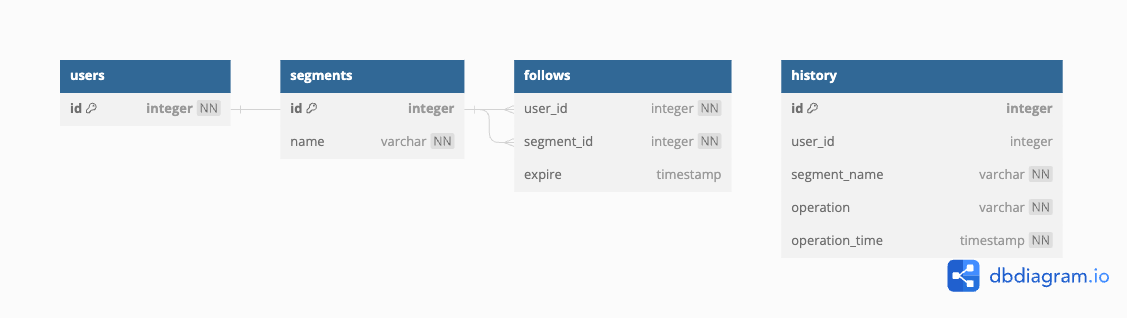 users
id integer NN
segments
id integer
name varchar NN
follows
user_id integer NN
segment_id integer NN
expire timestamp
history
id integer
user_id integer
segment_name varchar NN
operation varchar NN
operation_time timestamp NN
dbdiagram.io